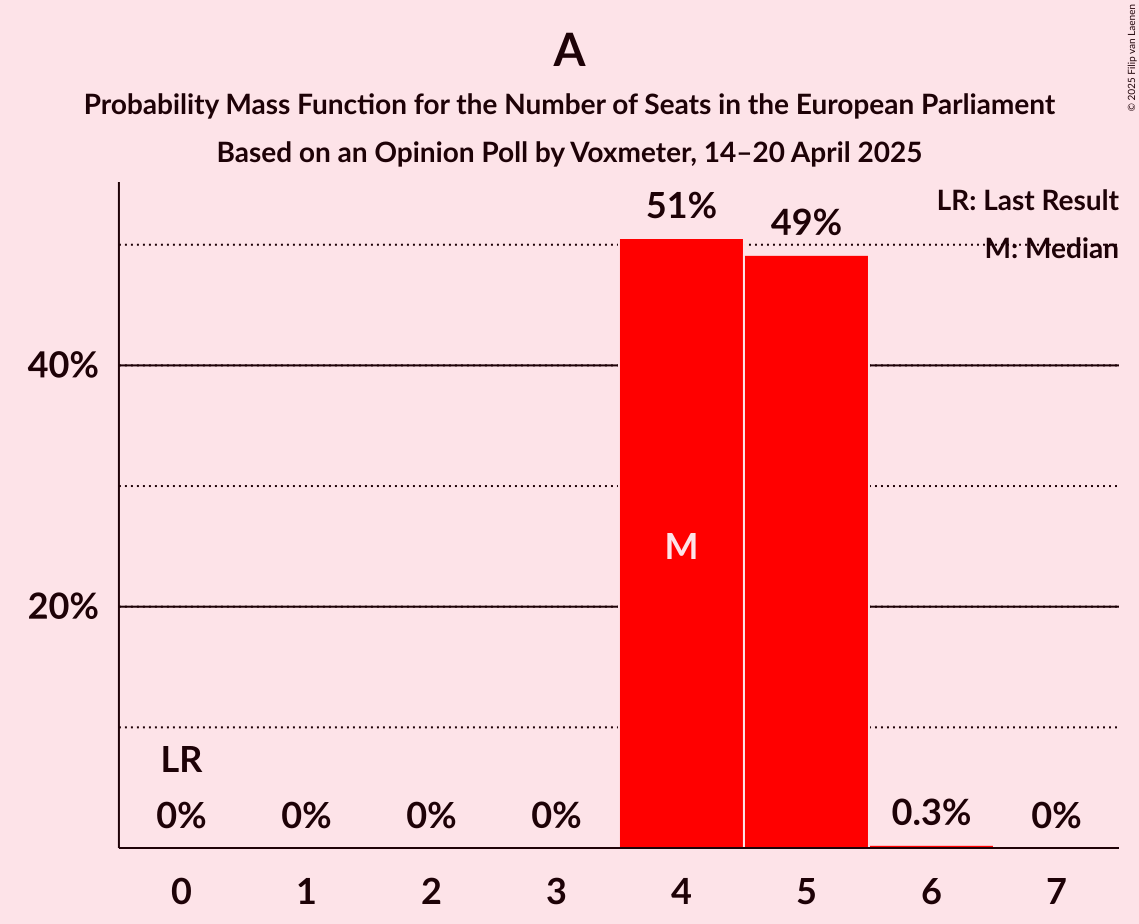 A
Probability Mass Function for the Number of Seats in the European Parliament
Based on an Opinion Poll by Voxmeter, 14–20 April 2025
© 2025 Filip van Laenen
LR: Last Result
M: Median
51%
49%
40%
20%
M
LR
0%
0%
0%
0%
0.3%
0%
0 1 2 3 4 5 6 7